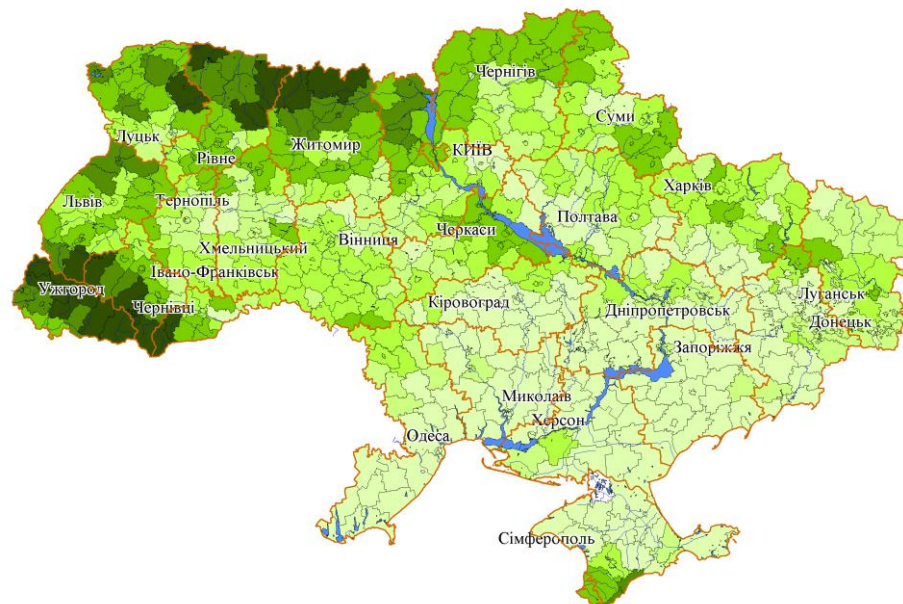 Чернігів
Суми
Луцьк
Рівне
Житомир
КИЇВ
Харків
Львів
Тернопіль
Хмельницький
Вінниця
Черкаси
Полтава
Івано-Франківськ
Ужгород
Чернівці
Кіровоград
Дніпропетровськ
Луганськ
Донецьк
Запоріжжя
Миколаїв
Херсон
Одеса
Сімферополь